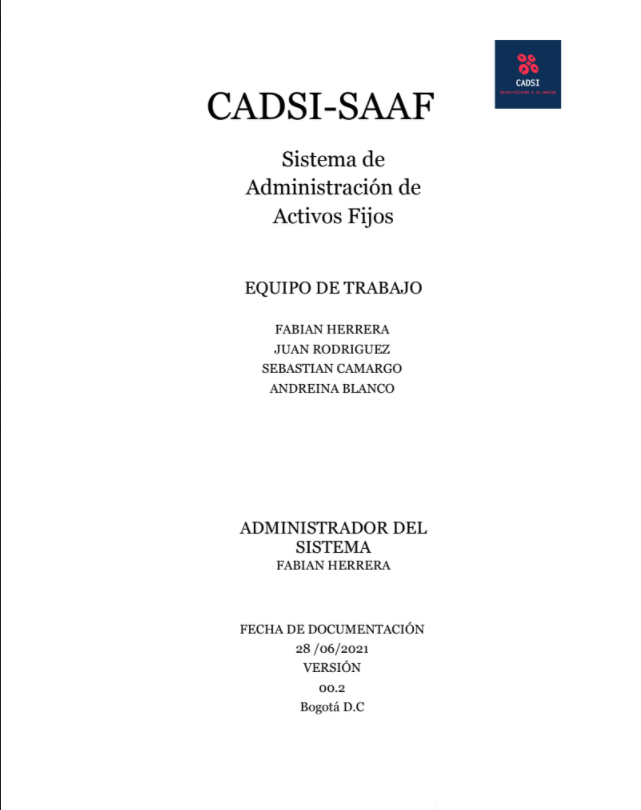 CADSI
CADSI-SAAF
Sistema de
Administración de
Activos Fijos
EQUIPO DE TRABAJO
FABIAN HERRERA
JUAN RODRIGUEZ
SEBASTIAN CAMARGO
ANDREINA BLANCO
ADMINISTRADOR DEL
SISTEMA
FABIAN HERRERA
FECHA DE DOCUMENTACIÓN
28 /06/2021
VERSIÓN
00.2
Bogotá D.C